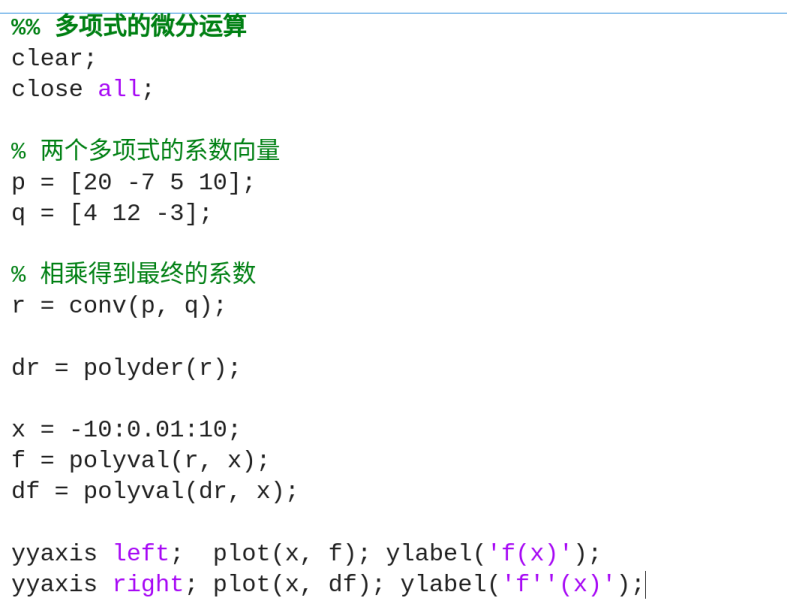 %% 多项式的微分运算
clear;
close all;
% 两个多项式的系数向量
p = [20 -7 5 10];
q = [4 12 -3];
% 相乘得到最终的系数
r = conv(p, q);
dr = polyder(r);
x = -10:0.01:10;
f = polyval(r, x);
df = polyval(dr, x);
yyaxis left;  plot(x, f); ylabel('f(x)');
yyaxis right; plot(x, df); ylabel('f''(x)');